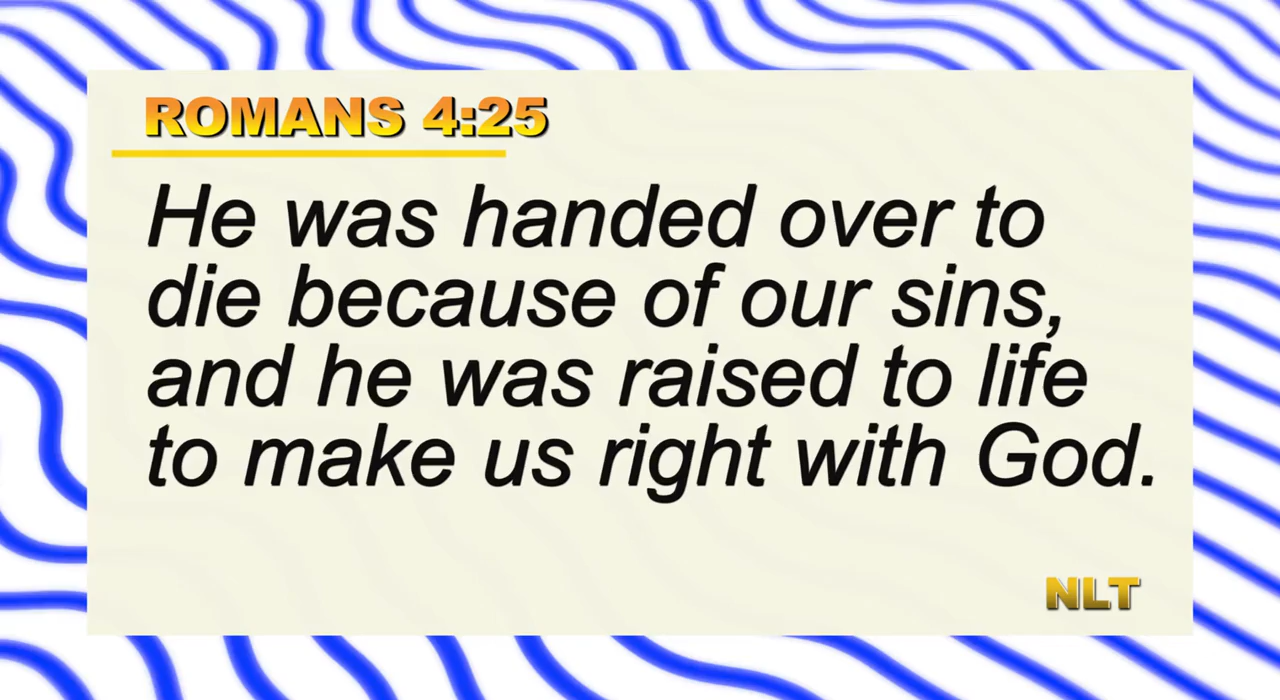 ROMANS 4:25
He was handed over to
die because of our sins,
and he was raised to life
to make us right with God.
NLT